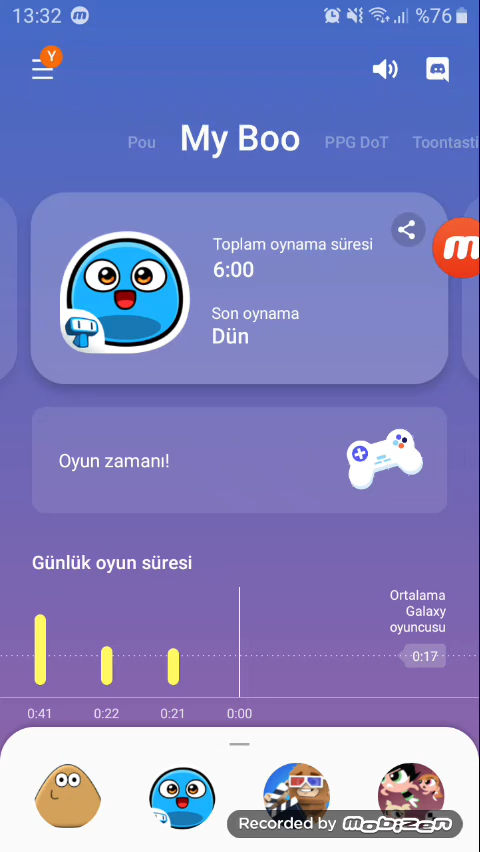 13:32 %76
Y
Pou My Boo PPG DoT Toontasti
Toplam oynama süresi
6:00
Son oynama
Dün
Oyun zamanı!
Günlük oyun süresi
Ortalama
Galaxy
oyuncusu
0:17
0:41 0:22 0:21 0:00
Recorded by mobizen